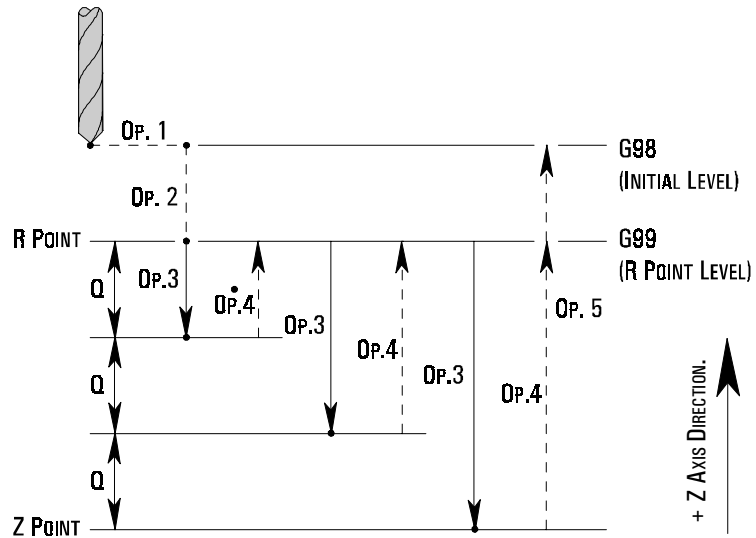 Op. 1
G98
(Initial Level)
Op. 2
R Point
G99
(R Point Level)
Q
Op.3
Op.4
Op.3
Op.4
Op.3
Op.4
Op. 5
Q
Q
+ Z Axis Direction.
Z Point